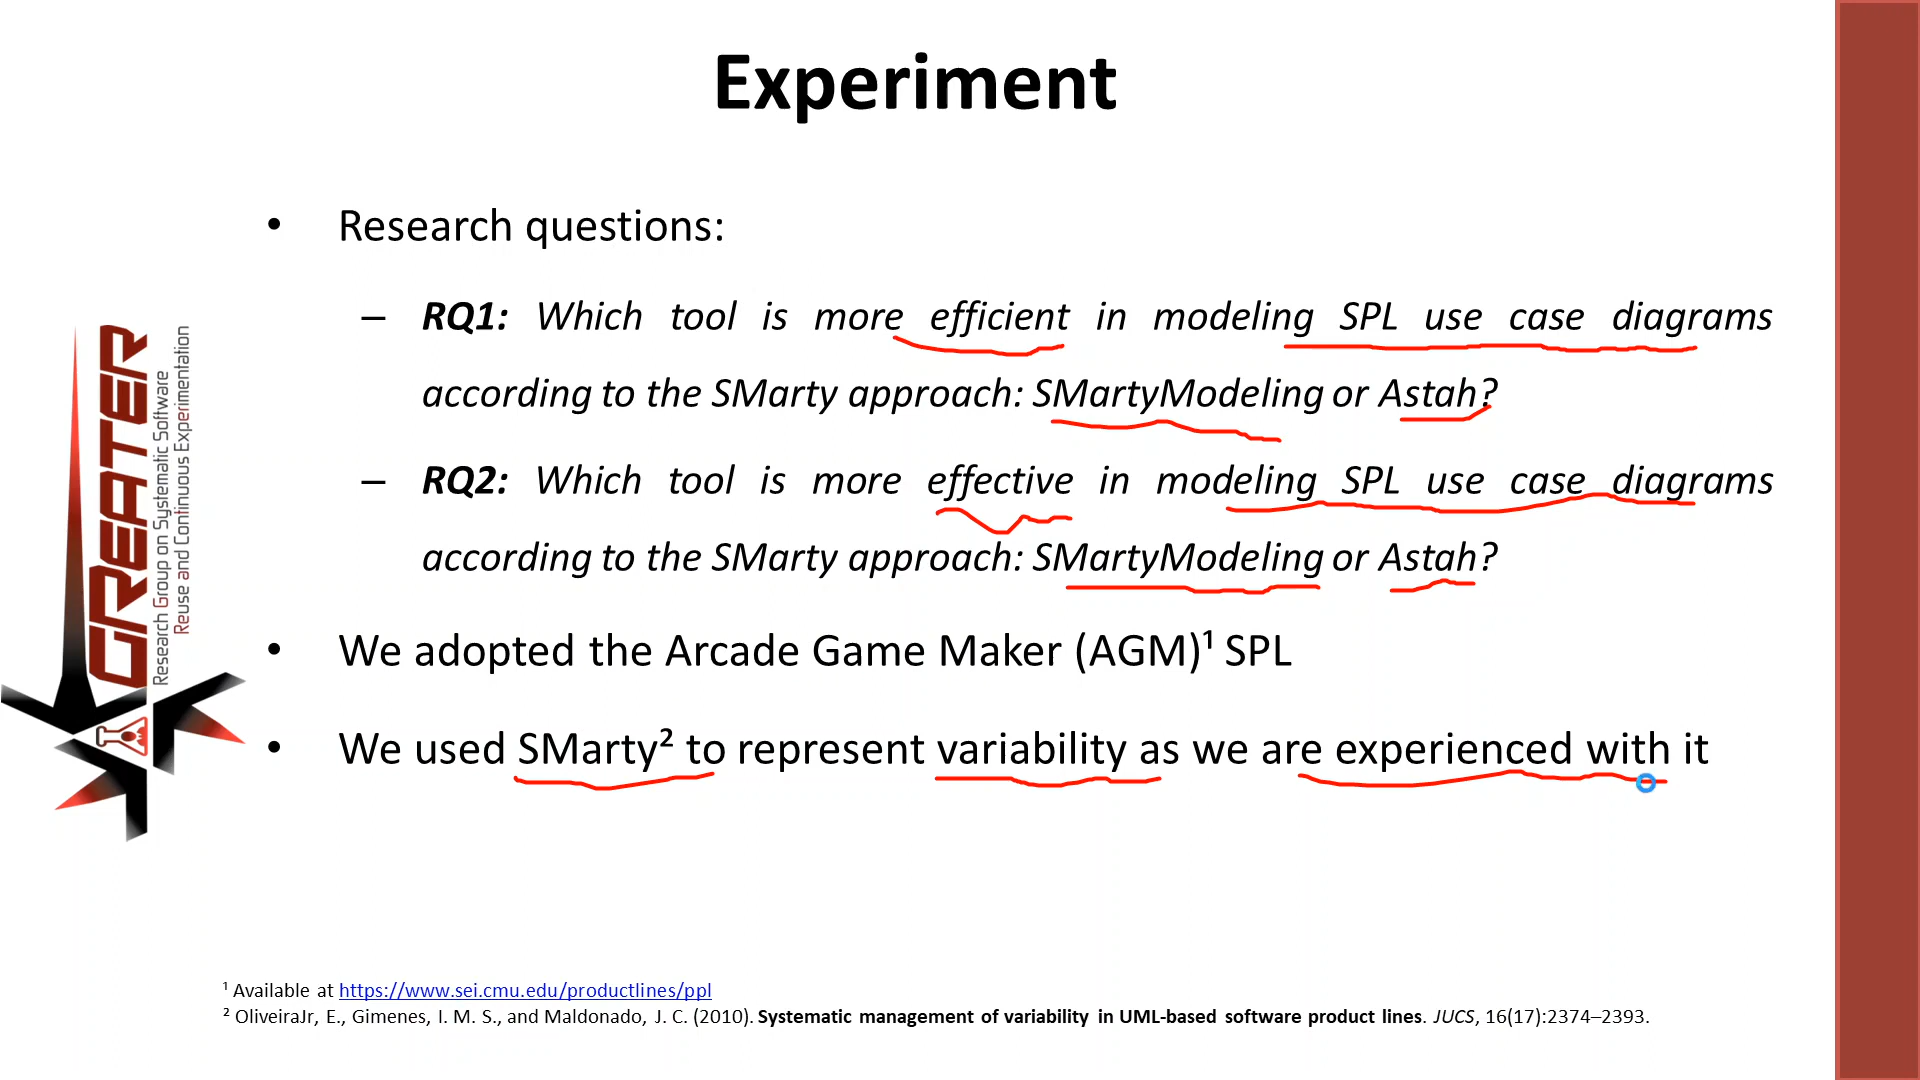 Experiment
• Research questions:
– RQ1: Which tool is more efficient in modeling SPL use case diagrams
according to the SMarty approach: SMartyModeling or Astah?
– RQ2: Which tool is more effective in modeling SPL use case diagrams
according to the SMarty approach: SMartyModeling or Astah?
• We adopted the Arcade Game Maker (AGM)¹ SPL
• We used SMarty² to represent variability as we are experienced with it
GREATER
Research Group on Systematic Software
Reuse and Continuous Experimentation
¹ Available at https://www.sei.cmu.edu/productlines/ppl
² OliveiraJr, E., Gimenes, I. M. S., and Maldonado, J. C. (2010). Systematic management of variability in UML-based software product lines. JUCS, 16(17):2374–2393.